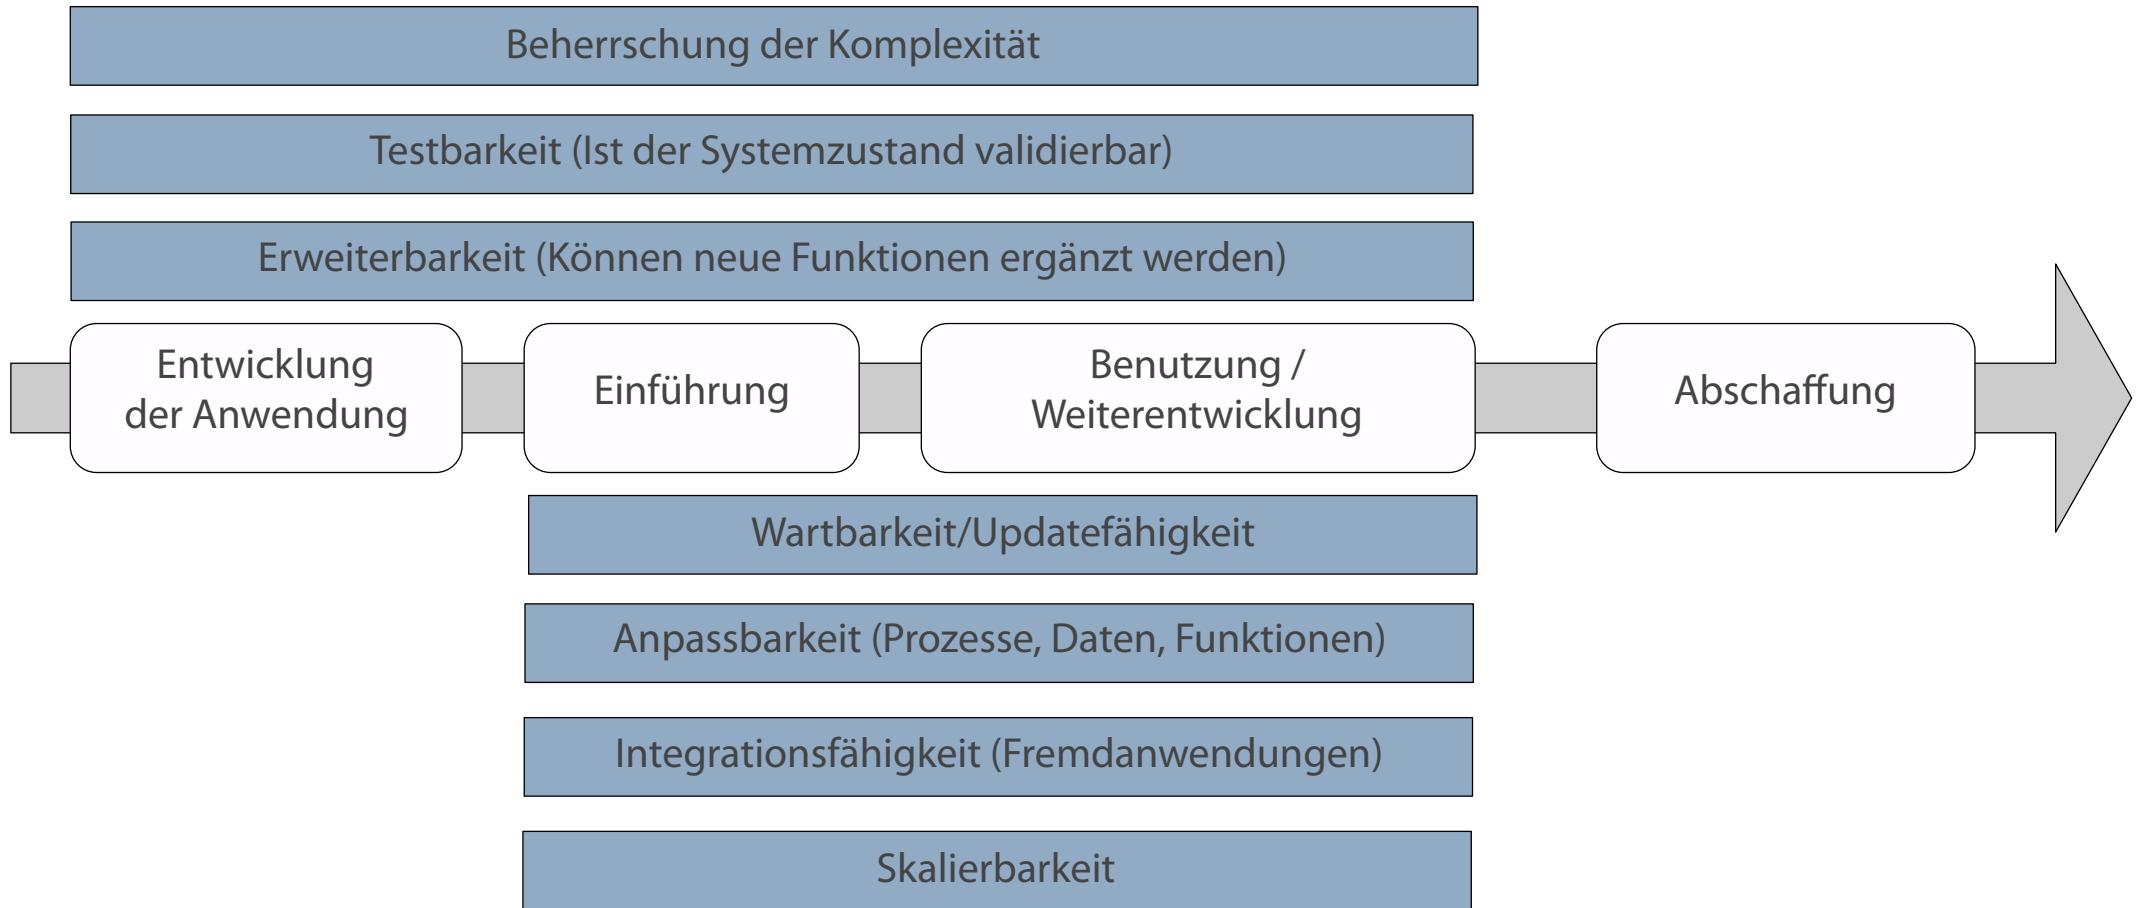 Beherrschung der Komplexität
Testbarkeit (Ist der Systemzustand validierbar)
Erweiterbarkeit (Können neue Funktionen ergänzt werden)
Entwicklung
der Anwendung
Einführung
Benutzung /
Weiterentwicklung
Abschaffung
Wartbarkeit/Updatefähigkeit
Anpassbarkeit (Prozesse, Daten, Funktionen)
Integrationsfähigkeit (Fremdanwendungen)
Skalierbarkeit